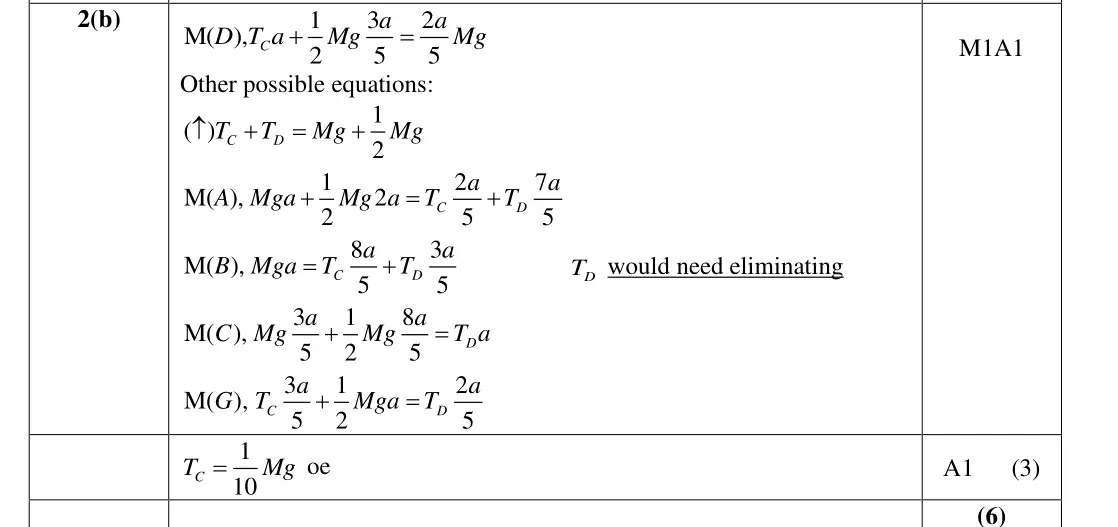 2(b)
M(D), T_C a + 1/2 Mg 3a/5 = 2a/5 Mg
M1A1
Other possible equations:
(↑)T_C + T_D = Mg + 1/2 Mg
M(A), Mga + 1/2 Mg 2a = T_C 2a/5 + T_D 7a/5
M(B), Mga = T_C 8a/5 + T_D 3a/5 T_D would need eliminating
M(C), Mg 3a/5 + 1/2 Mg 8a/5 = T_D a
M(G), T_C 3a/5 + 1/2 Mga = T_D 2a/5
T_C = 1/10 Mg oe
A1 (3)
(6)